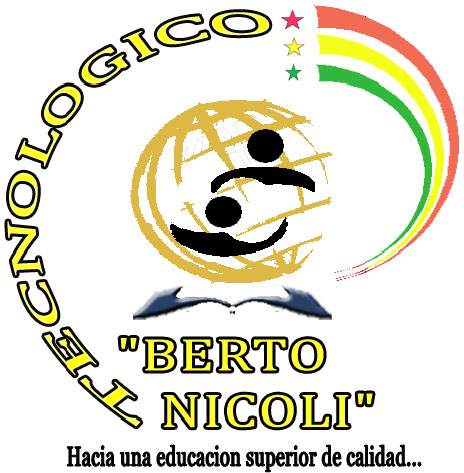 TECNOLOGICO
"BERTO
NICOLI"
Hacia una educacion superior de calidad...